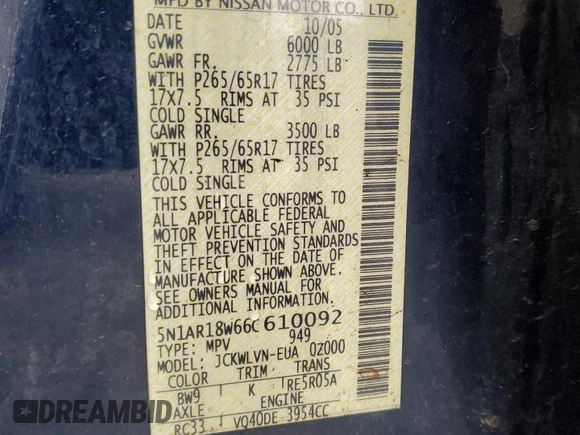 MFD BY NISSAN MOTOR CO., LTD.
DATE 10/05
GVWR 6000 LB
GAWR FR. 2775 LB
WITH P265/65R17 TIRES
17X7.5 RIMS AT 35 PSI
COLD SINGLE
GAWR RR. 3500 LB
WITH P265/65R17 TIRES
17X7.5 RIMS AT 35 PSI
COLD SINGLE
THIS VEHICLE CONFORMS TO
ALL APPLICABLE FEDERAL
MOTOR VEHICLE SAFETY AND
THEFT PREVENTION STANDARDS
IN EFFECT ON THE DATE OF
MANUFACTURE SHOWN ABOVE.
SEE OWNERS MANUAL FOR
ADDITIONAL INFORMATION.
5N1AR18W66C 610092
TYPE: MPV 949
MODEL: JCKWLVN-EUA 0Z000
COLOR TRIM TRANS
BW9 K RE5R05A
AXLE ENGINE
RC33 VQ40DE 3954CC
DREAMBID